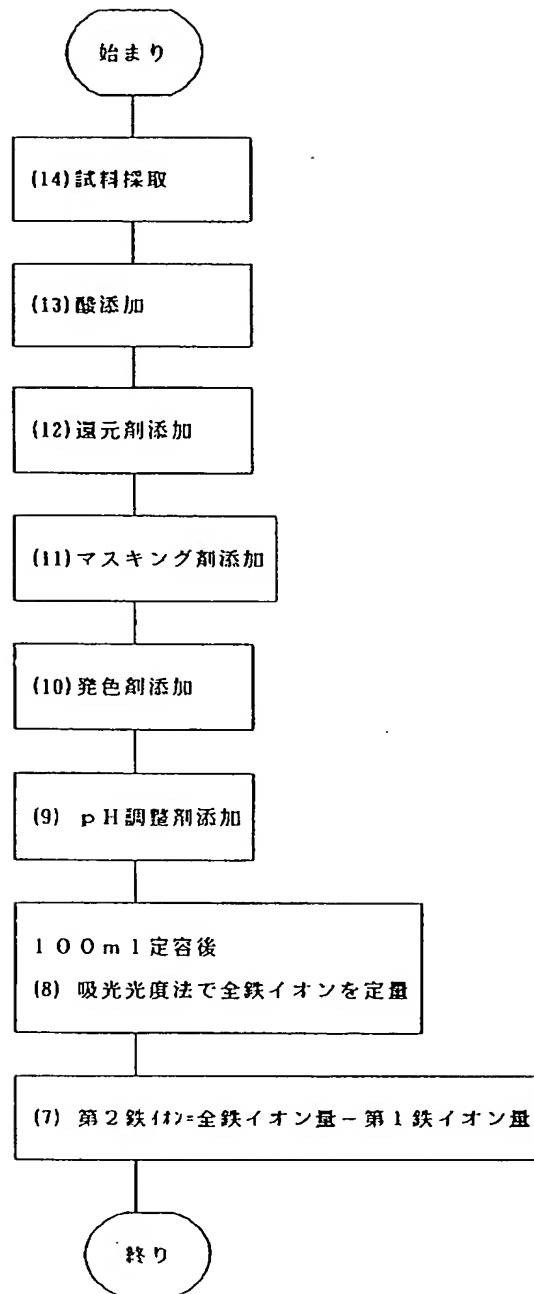 始まり
(14)試料採取
(13)酸添加
(12)還元剤添加
(11)マスキング剤添加
(10)発色剤添加
(9) pH調整剤添加
100ml定容後
(8) 吸光光度法で全鉄イオンを定量
(7) 第2鉄ｲｵﾝ=全鉄イオン量−第1鉄イオン量
終り